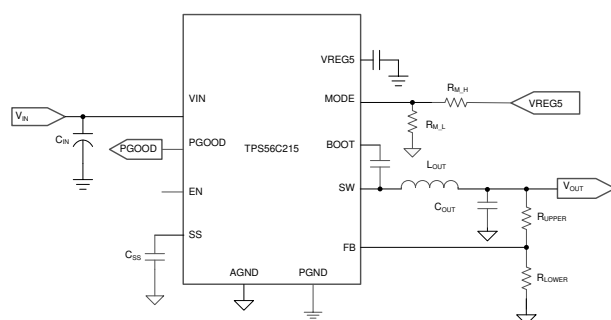 VREG5
R_M_H
VIN
MODE
VREG5
V_IN
C_IN
R_M_L
PGOOD
PGOOD
TPS56C215
BOOT
L_OUT
EN
SW
V_OUT
C_OUT
R_UPPER
SS
C_SS
FB
AGND
PGND
R_LOWER